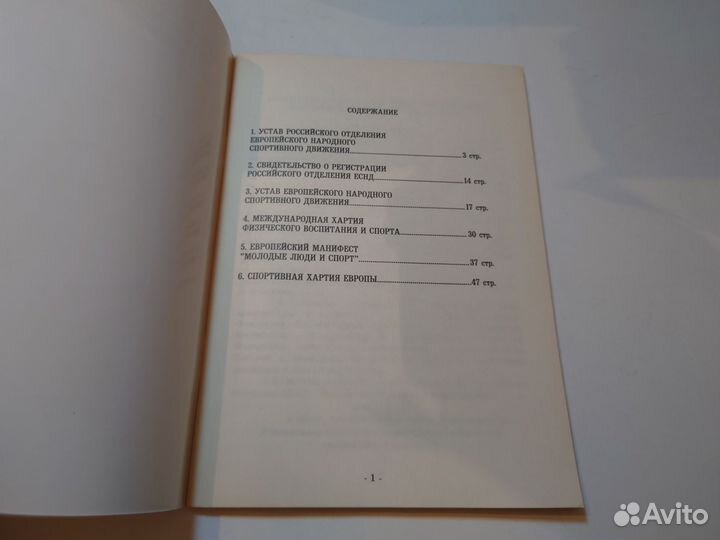 СОДЕРЖАНИЕ
1. УСТАВ РОССИЙСКОГО ОТДЕЛЕНИЯ
ЕВРОПЕЙСКОГО НАРОДНОГО
СПОРТИВНОГО ДВИЖЕНИЯ 3 стр.
2. СВИДЕТЕЛЬСТВО О РЕГИСТРАЦИИ
РОССИЙСКОГО ОТДЕЛЕНИЯ ЕСНД 14 стр.
3. УСТАВ ЕВРОПЕЙСКОГО НАРОДНОГО
СПОРТИВНОГО ДВИЖЕНИЯ 17 стр.
4. МЕЖДУНАРОДНАЯ ХАРТИЯ
ФИЗИЧЕСКОГО ВОСПИТАНИЯ И СПОРТА 30 стр.
5. ЕВРОПЕЙСКИЙ МАНИФЕСТ
"МОЛОДЫЕ ЛЮДИ И СПОРТ" 37 стр.
6. СПОРТИВНАЯ ХАРТИЯ ЕВРОПЫ 47 стр.
- 1 -
Avito